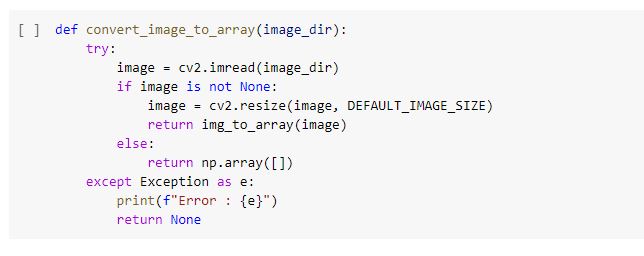 [ ] def convert_image_to_array(image_dir):
    try:
        image = cv2.imread(image_dir)
        if image is not None:
            image = cv2.resize(image, DEFAULT_IMAGE_SIZE)
            return img_to_array(image)
        else:
            return np.array([])
    except Exception as e:
        print(f"Error : {e}")
        return None